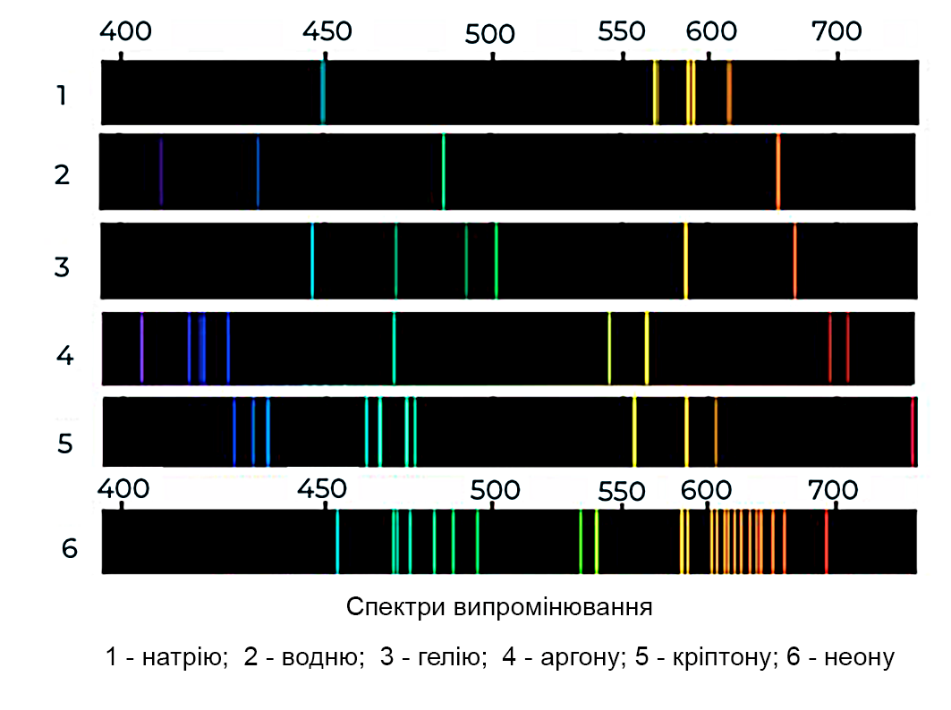 400 450 500 550 600 700
1
2
3
4
5
400 450 500 550 600 700
6
Спектри випромінювання
1 - натрію; 2 - водню; 3 - гелію; 4 - аргону; 5 - кріптону; 6 - неону